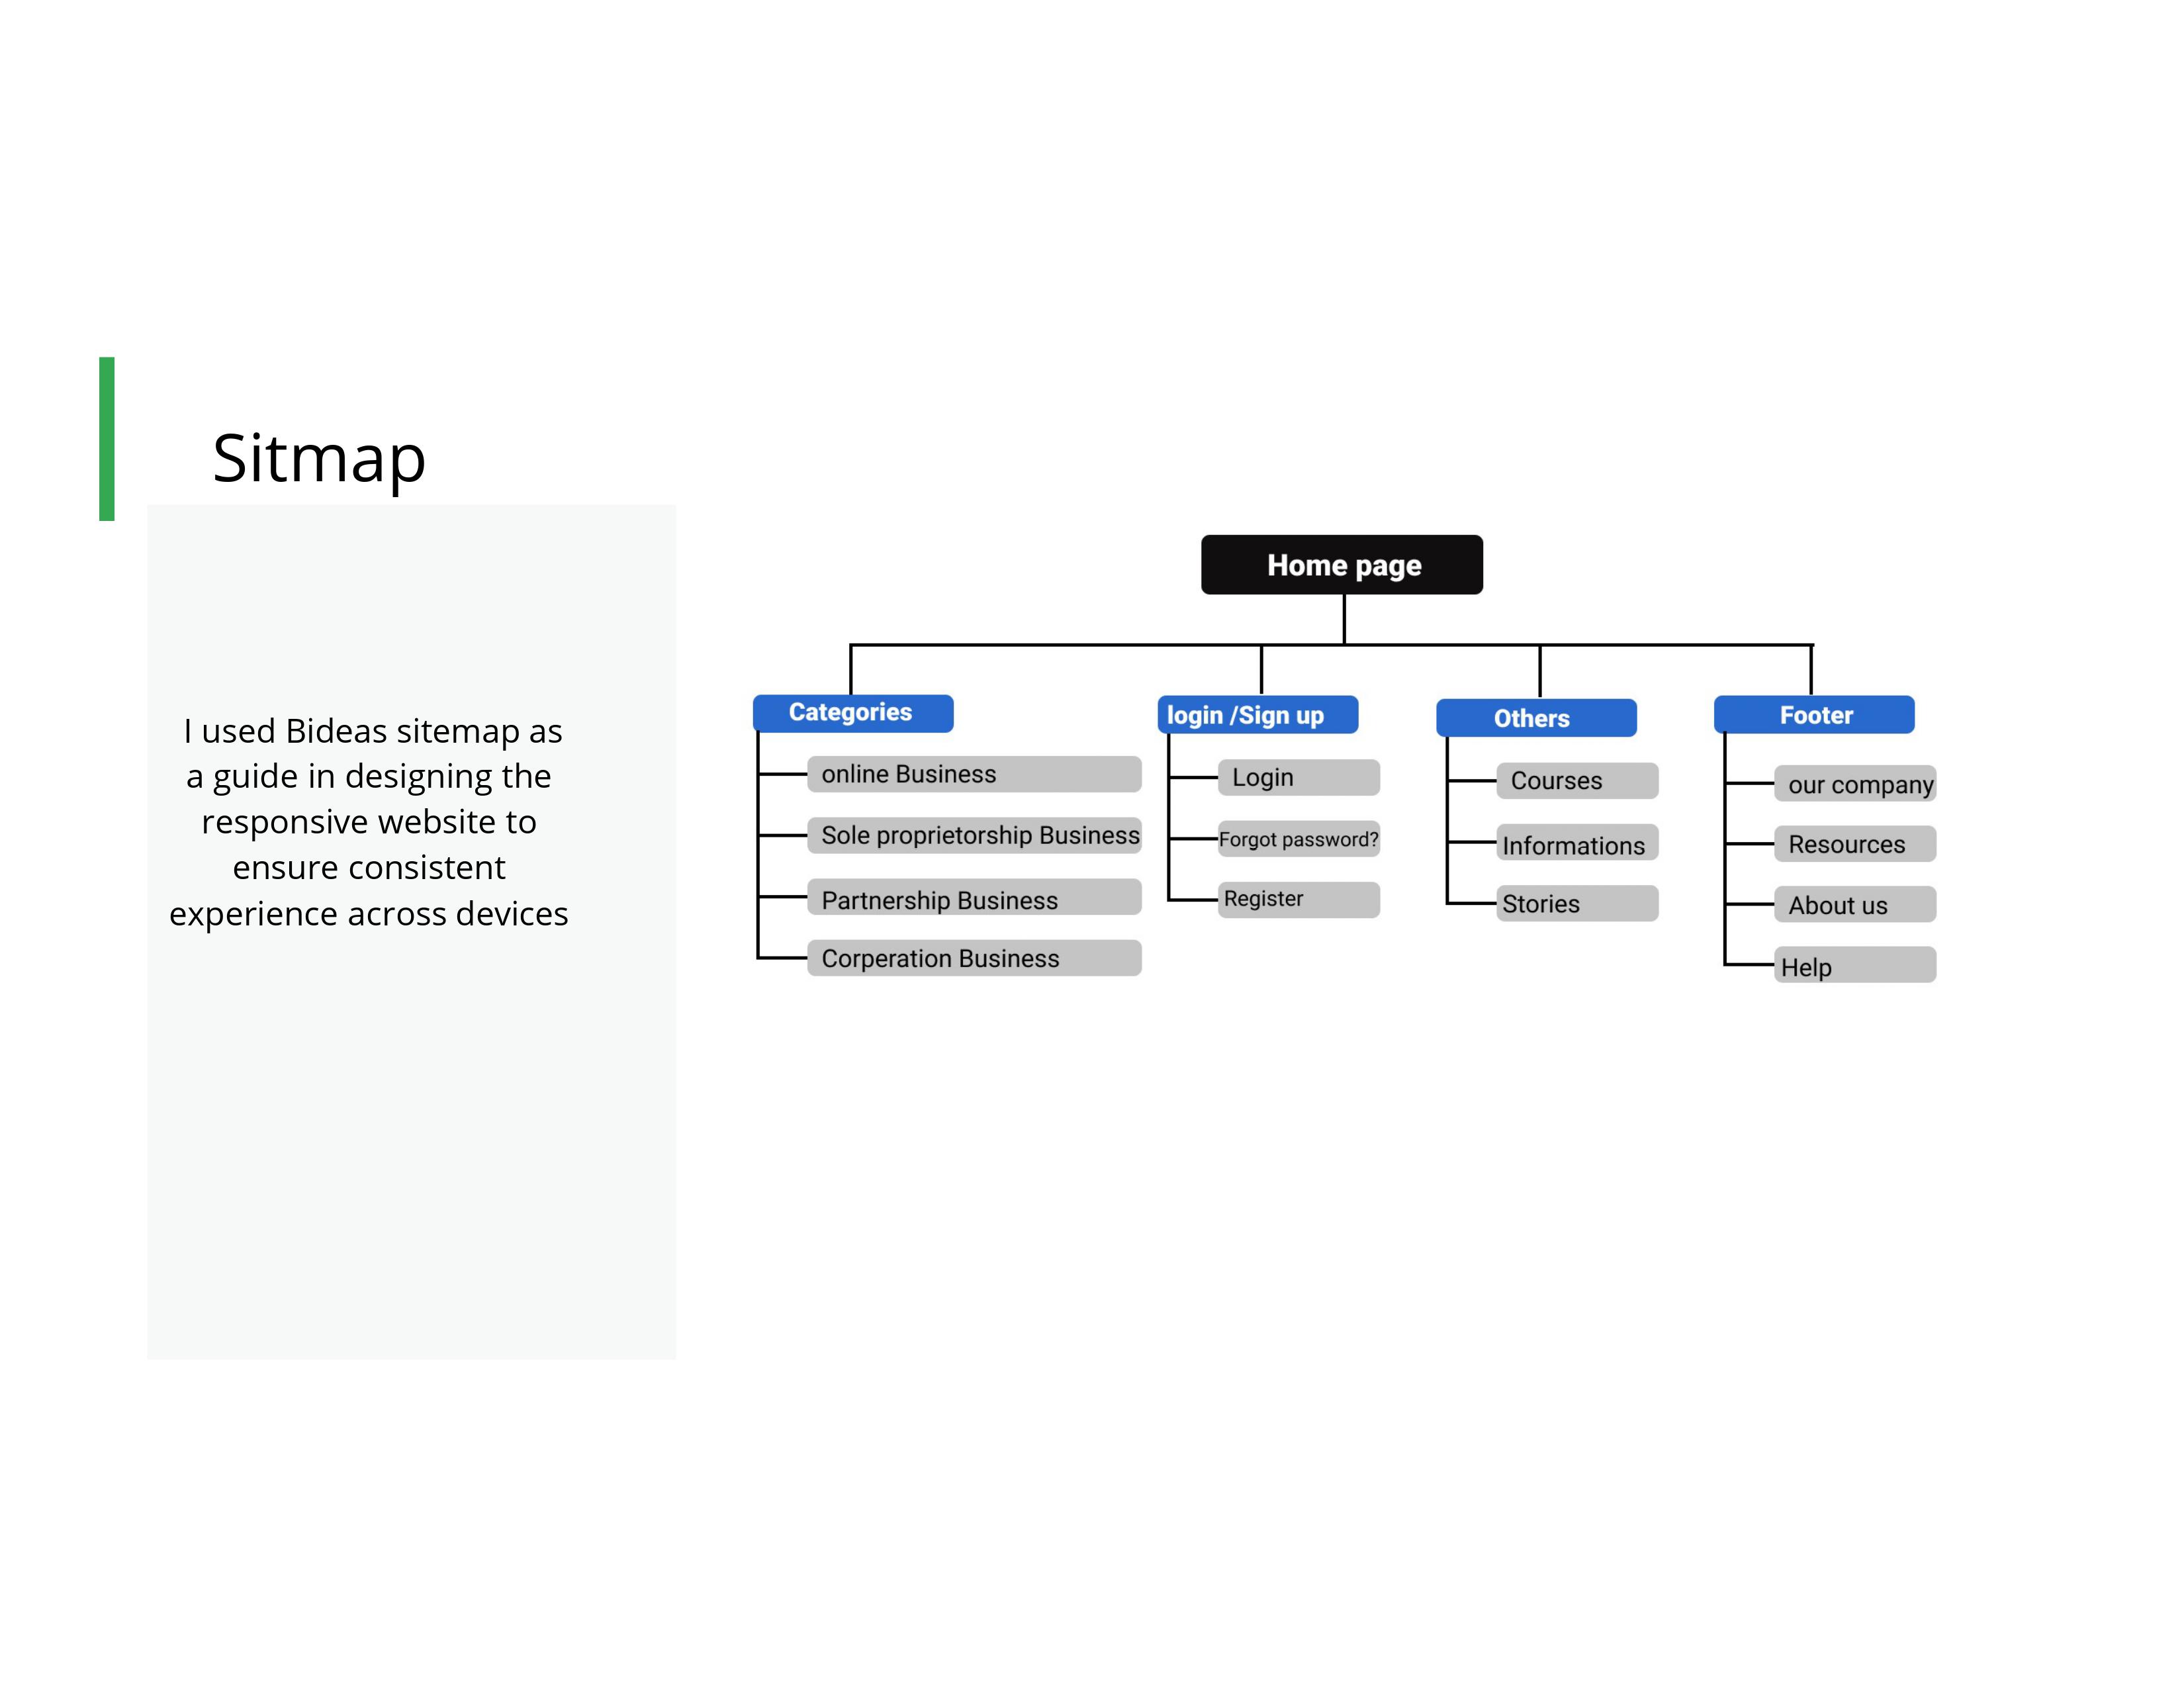 Sitmap
I used Bideas sitemap as
a guide in designing the
responsive website to
ensure consistent
experience across devices
Home page
Categories
online Business
Sole proprietorship Business
Partnership Business
Corperation Business
login /Sign up
Login
Forgot password?
Register
Others
Courses
Informations
Stories
Footer
our company
Resources
About us
Help